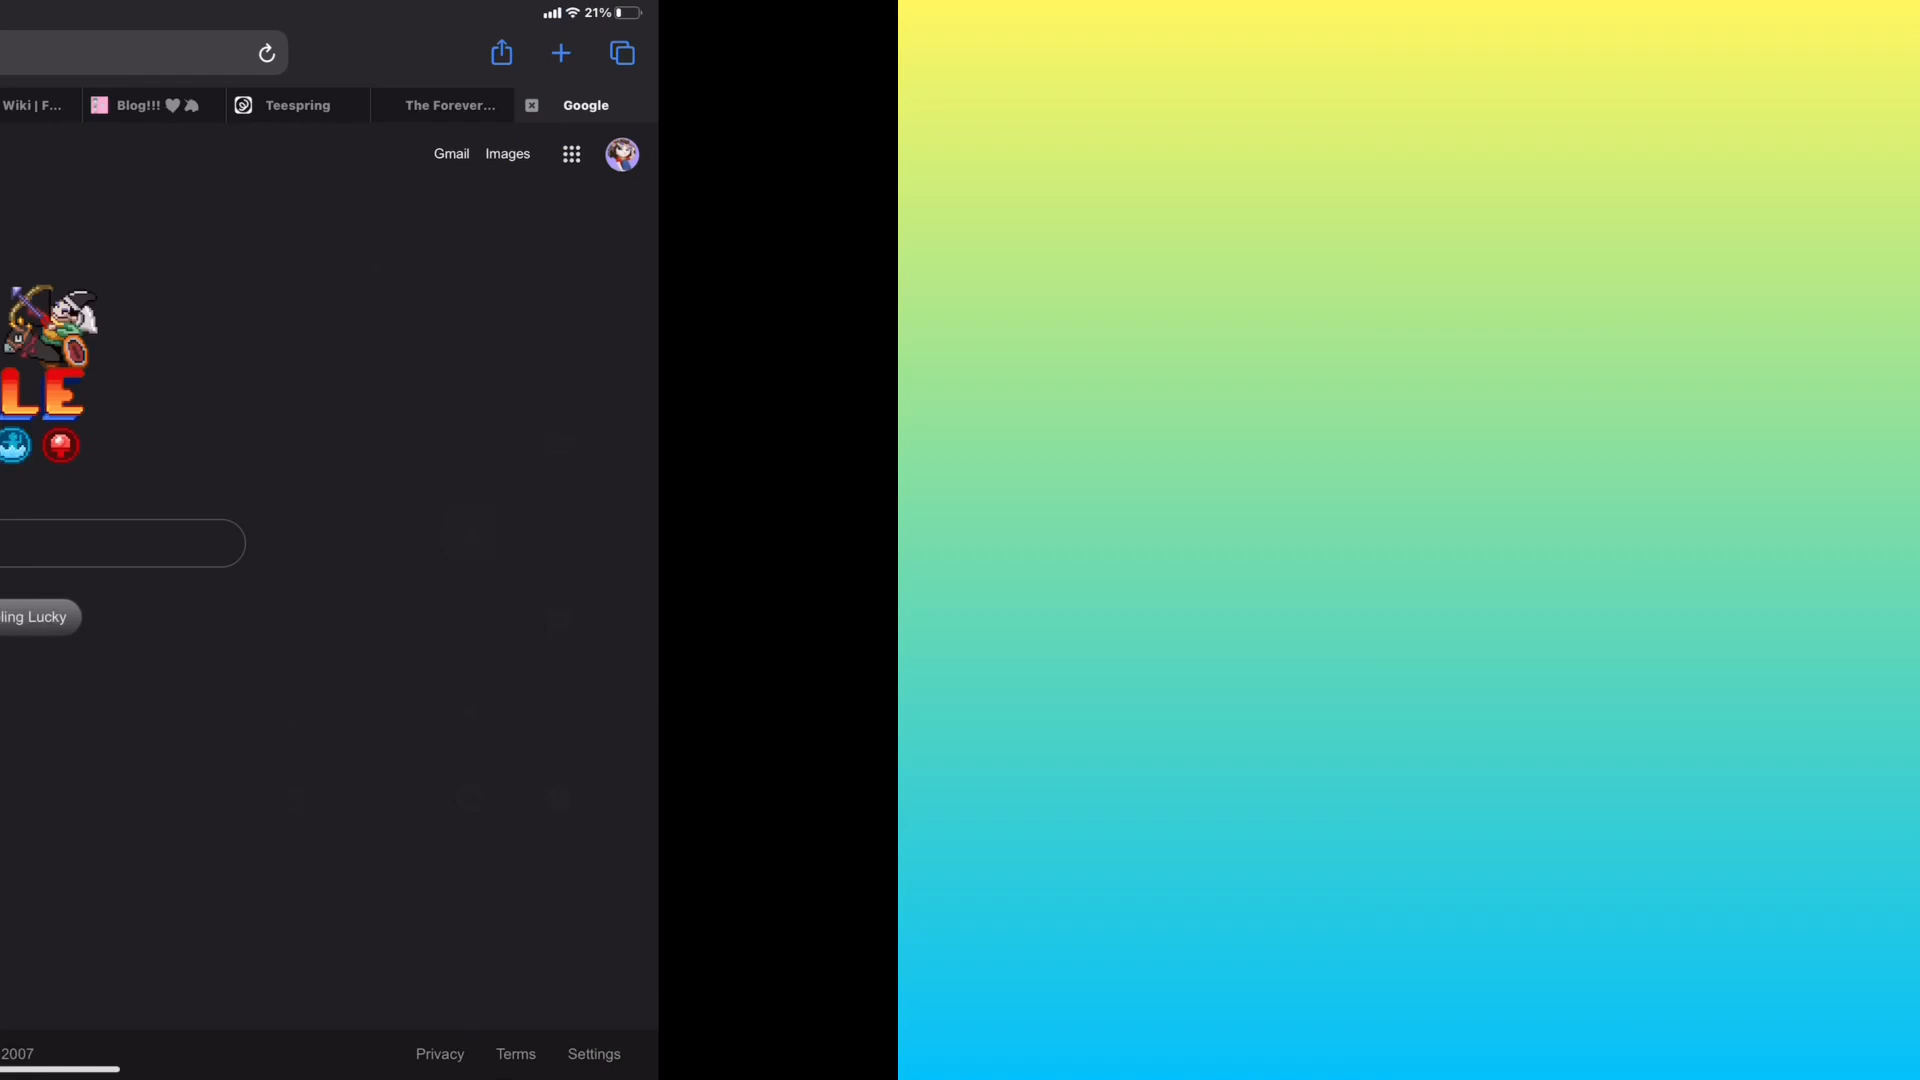 21%
Wiki | F...
Blog!!! 🖤🦄
Teespring
The Forever...
Google
Gmail
Images
LE
ling Lucky
2007
Privacy
Terms
Settings